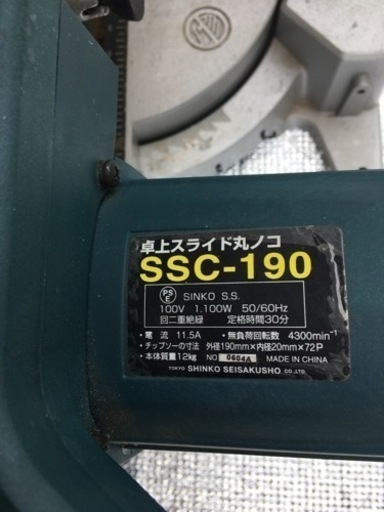 卓上スライド丸ノコ
SSC-190
PS
E
SINKO S.S.
100V 1.100W 50/60Hz
回二重絶縁 定格時間30分
・電 流 11.5A ・無負荷回転数 4300min⁻¹
・チップソーの寸法 外径190mm×内径20mm×72P
・本体質量12kg NO 0604A MADE IN CHINA
TOKYO SHINKO SEISAKUSHO CO.,LTD.